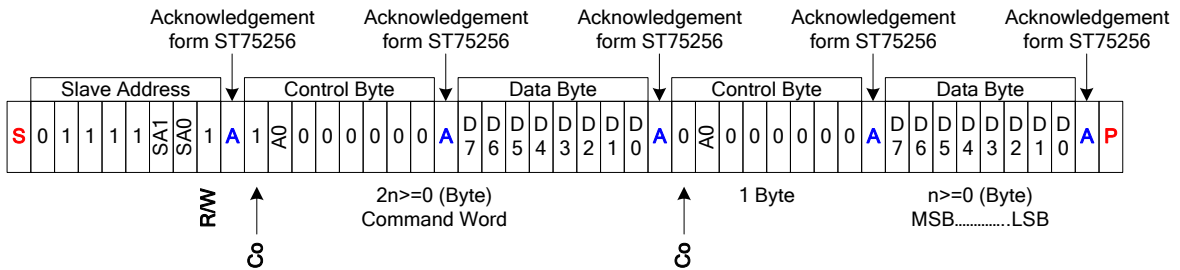 Acknowledgement form ST75256
Acknowledgement form ST75256
Acknowledgement form ST75256
Acknowledgement form ST75256
Acknowledgement form ST75256
Slave Address Control Byte Data Byte Control Byte Data Byte
S 0 1 1 1 1 SA1 SA0 1 A 1 A0 0 0 0 0 0 0 A D7 D6 D5 D4 D3 D2 D1 D0 A 0 A0 0 0 0 0 0 0 A D7 D6 D5 D4 D3 D2 D1 D0 A P
R/W
2n>=0 (Byte)
Command Word
1 Byte
n>=0 (Byte)
MSB..............LSB
Co
Co